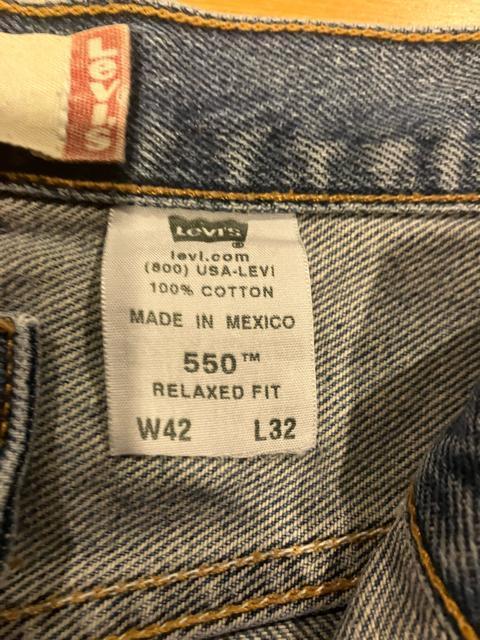 Levi's
LEVI'S
levi.com
(800) USA-LEVI
100% COTTON
MADE IN MEXICO
550™
RELAXED FIT
W42 L32